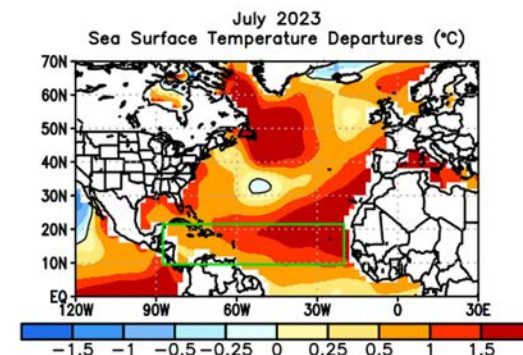 July 2023
Sea Surface Temperature Departures (°C)
70N
60N
50N
40N
30N
20N
10N
EQ
120W 90W 60W 30W 0 30E
-1.5 -1 -0.5 -0.25 0 0.25 0.5 1 1.5